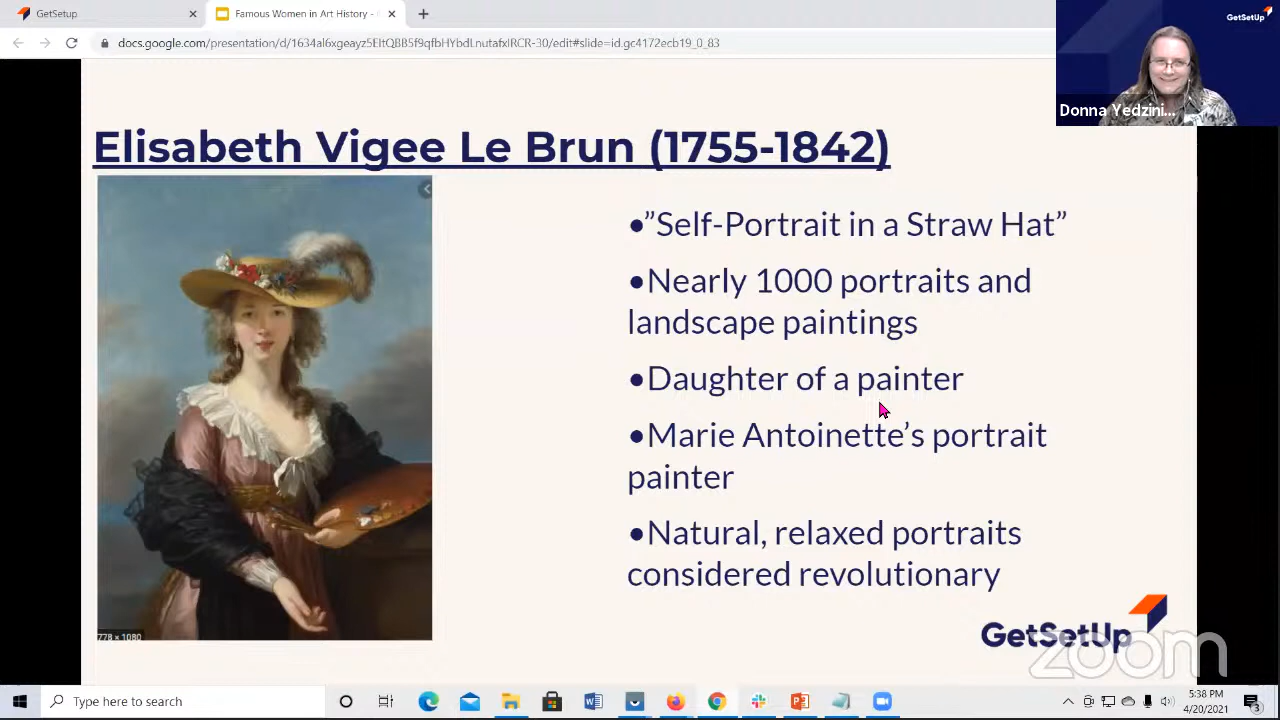 GetSetUp
Famous Women in Art History -
docs.google.com/presentation/d/1634al6xgeayz5EItQBB5f9qfbHYbdLnutafxlRCR-30/edit#slide=id.gc4172ecb19_0_83
GetSetUp
Donna Yedzini...
Elisabeth Vigee Le Brun (1755-1842)
•”Self-Portrait in a Straw Hat”
•Nearly 1000 portraits and
landscape paintings
•Daughter of a painter
•Marie Antoinette’s portrait
painter
•Natural, relaxed portraits
considered revolutionary
778 × 1080
GetSetUp
zoom
Type here to search
5:38 PM
4/20/2021
3